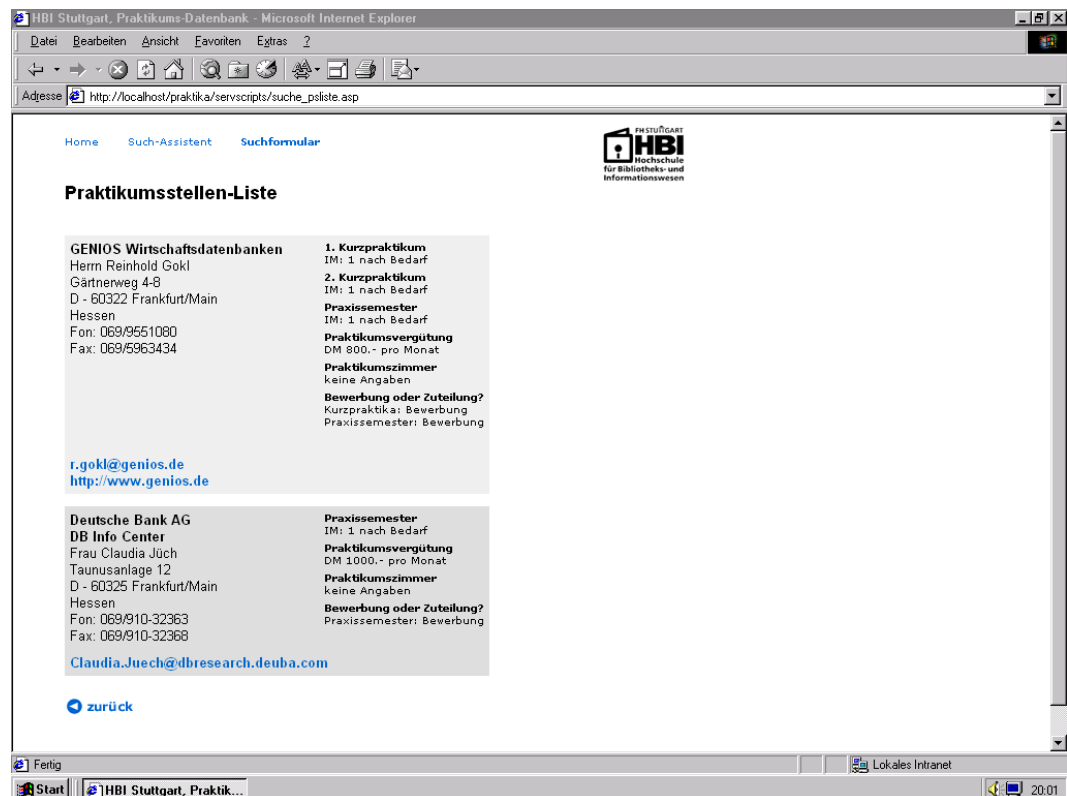 HBI Stuttgart, Praktikums-Datenbank - Microsoft Internet Explorer
Datei Bearbeiten Ansicht Favoriten Extras ?
Adresse http://localhost/praktika/servscripts/suche_psliste.asp
Home Such-Assistent Suchformular
FH STUTTGART
HBI
Hochschule
für Bibliotheks- und
Informationswesen
Praktikumsstellen-Liste
GENIOS Wirtschaftsdatenbanken
Herrn Reinhold Gokl
Gärtnerweg 4-8
D - 60322 Frankfurt/Main
Hessen
Fon: 069/9551080
Fax: 069/5963434
r.gokl@genios.de
http://www.genios.de
1. Kurzpraktikum
IM: 1 nach Bedarf
2. Kurzpraktikum
IM: 1 nach Bedarf
Praxissemester
IM: 1 nach Bedarf
Praktikumsvergütung
DM 800.- pro Monat
Praktikumszimmer
keine Angaben
Bewerbung oder Zuteilung?
Kurzpraktika: Bewerbung
Praxissemester: Bewerbung
Deutsche Bank AG
DB Info Center
Frau Claudia Jüch
Taunusanlage 12
D - 60325 Frankfurt/Main
Hessen
Fon: 069/910-32363
Fax: 069/910-32368
Claudia.Juech@dbresearch.deuba.com
Praxissemester
IM: 1 nach Bedarf
Praktikumsvergütung
DM 1000.- pro Monat
Praktikumszimmer
keine Angaben
Bewerbung oder Zuteilung?
Praxissemester: Bewerbung
zurück
Fertig
Lokales Intranet
Start
HBI Stuttgart, Praktik...
20:01